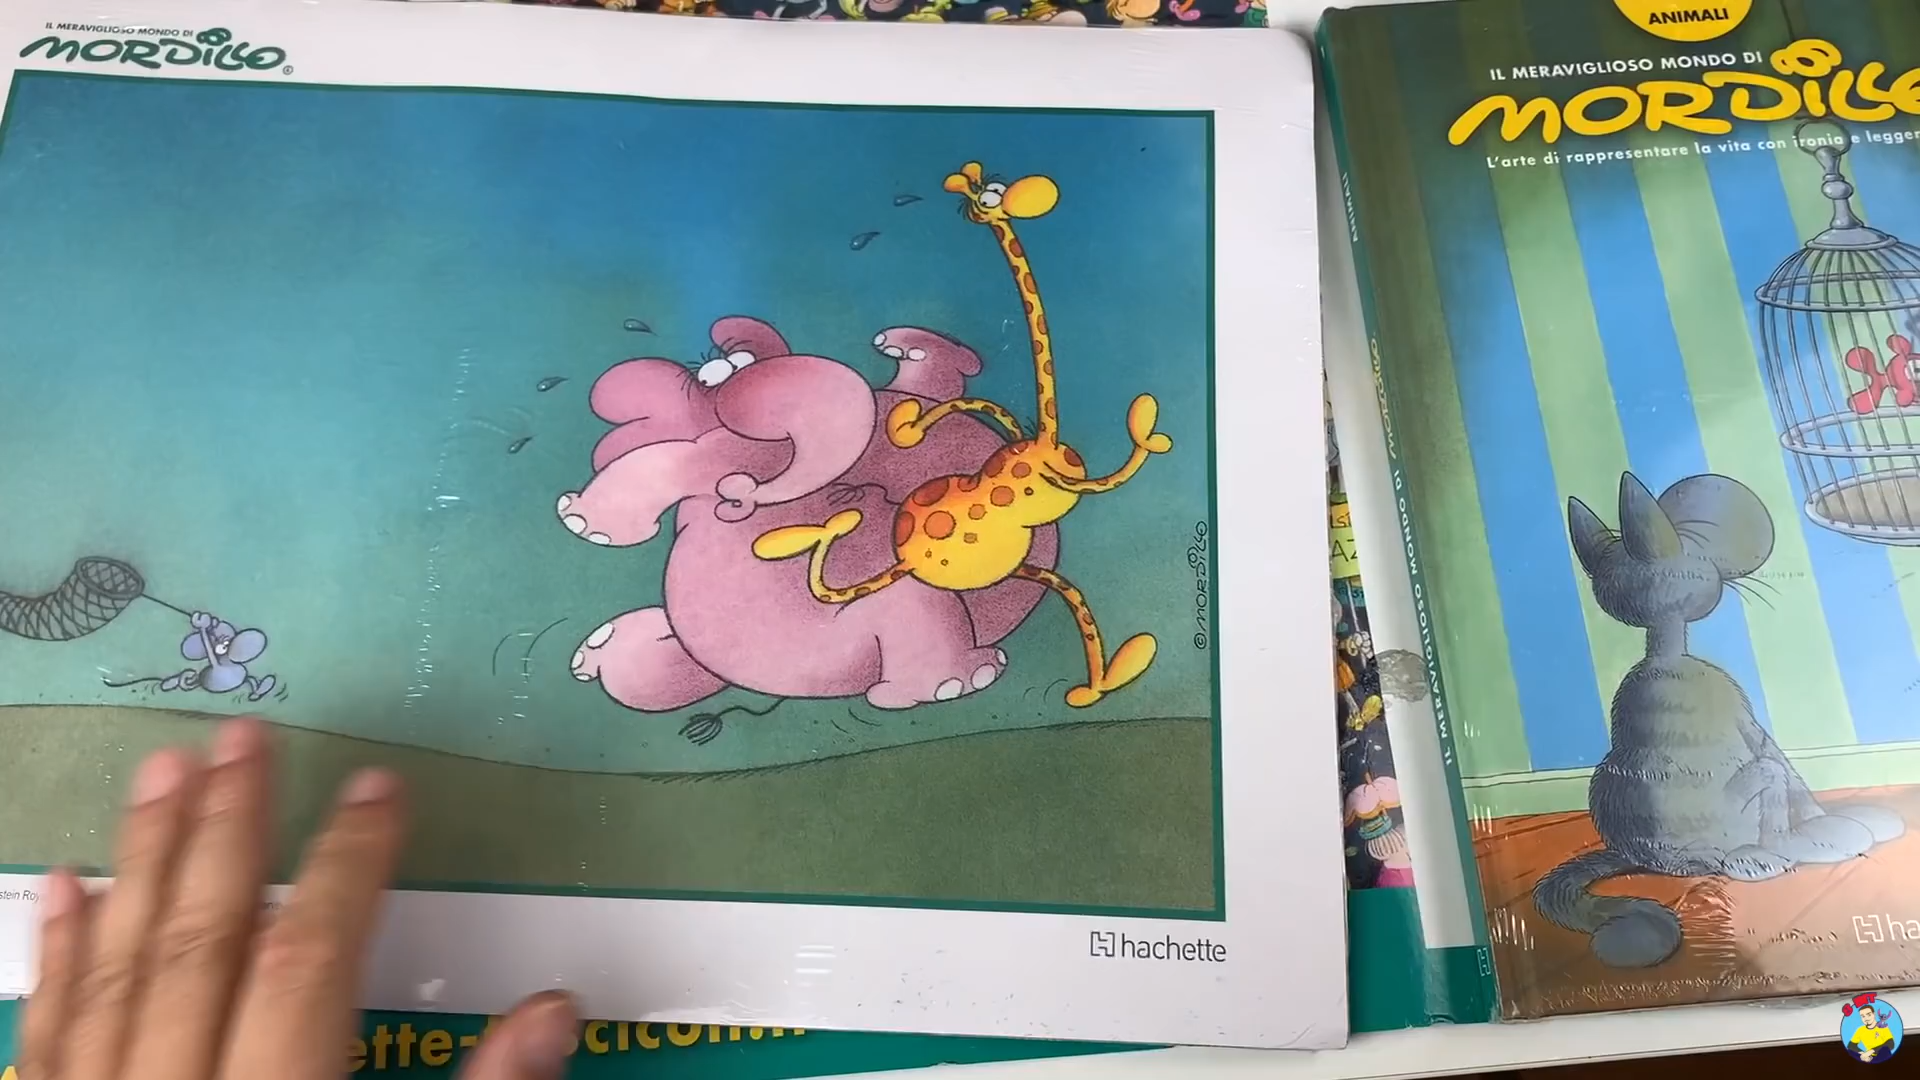 IL MERAVIGLIOSO MONDO DI
MORDILLO
©MORDILLO
hachette
ANIMALI
IL MERAVIGLIOSO MONDO DI
MORDILLO
L'arte di rappresentare la vita con ironia e
ANIMALI
IL MERAVIGLIOSO MONDO DI MORDILLO